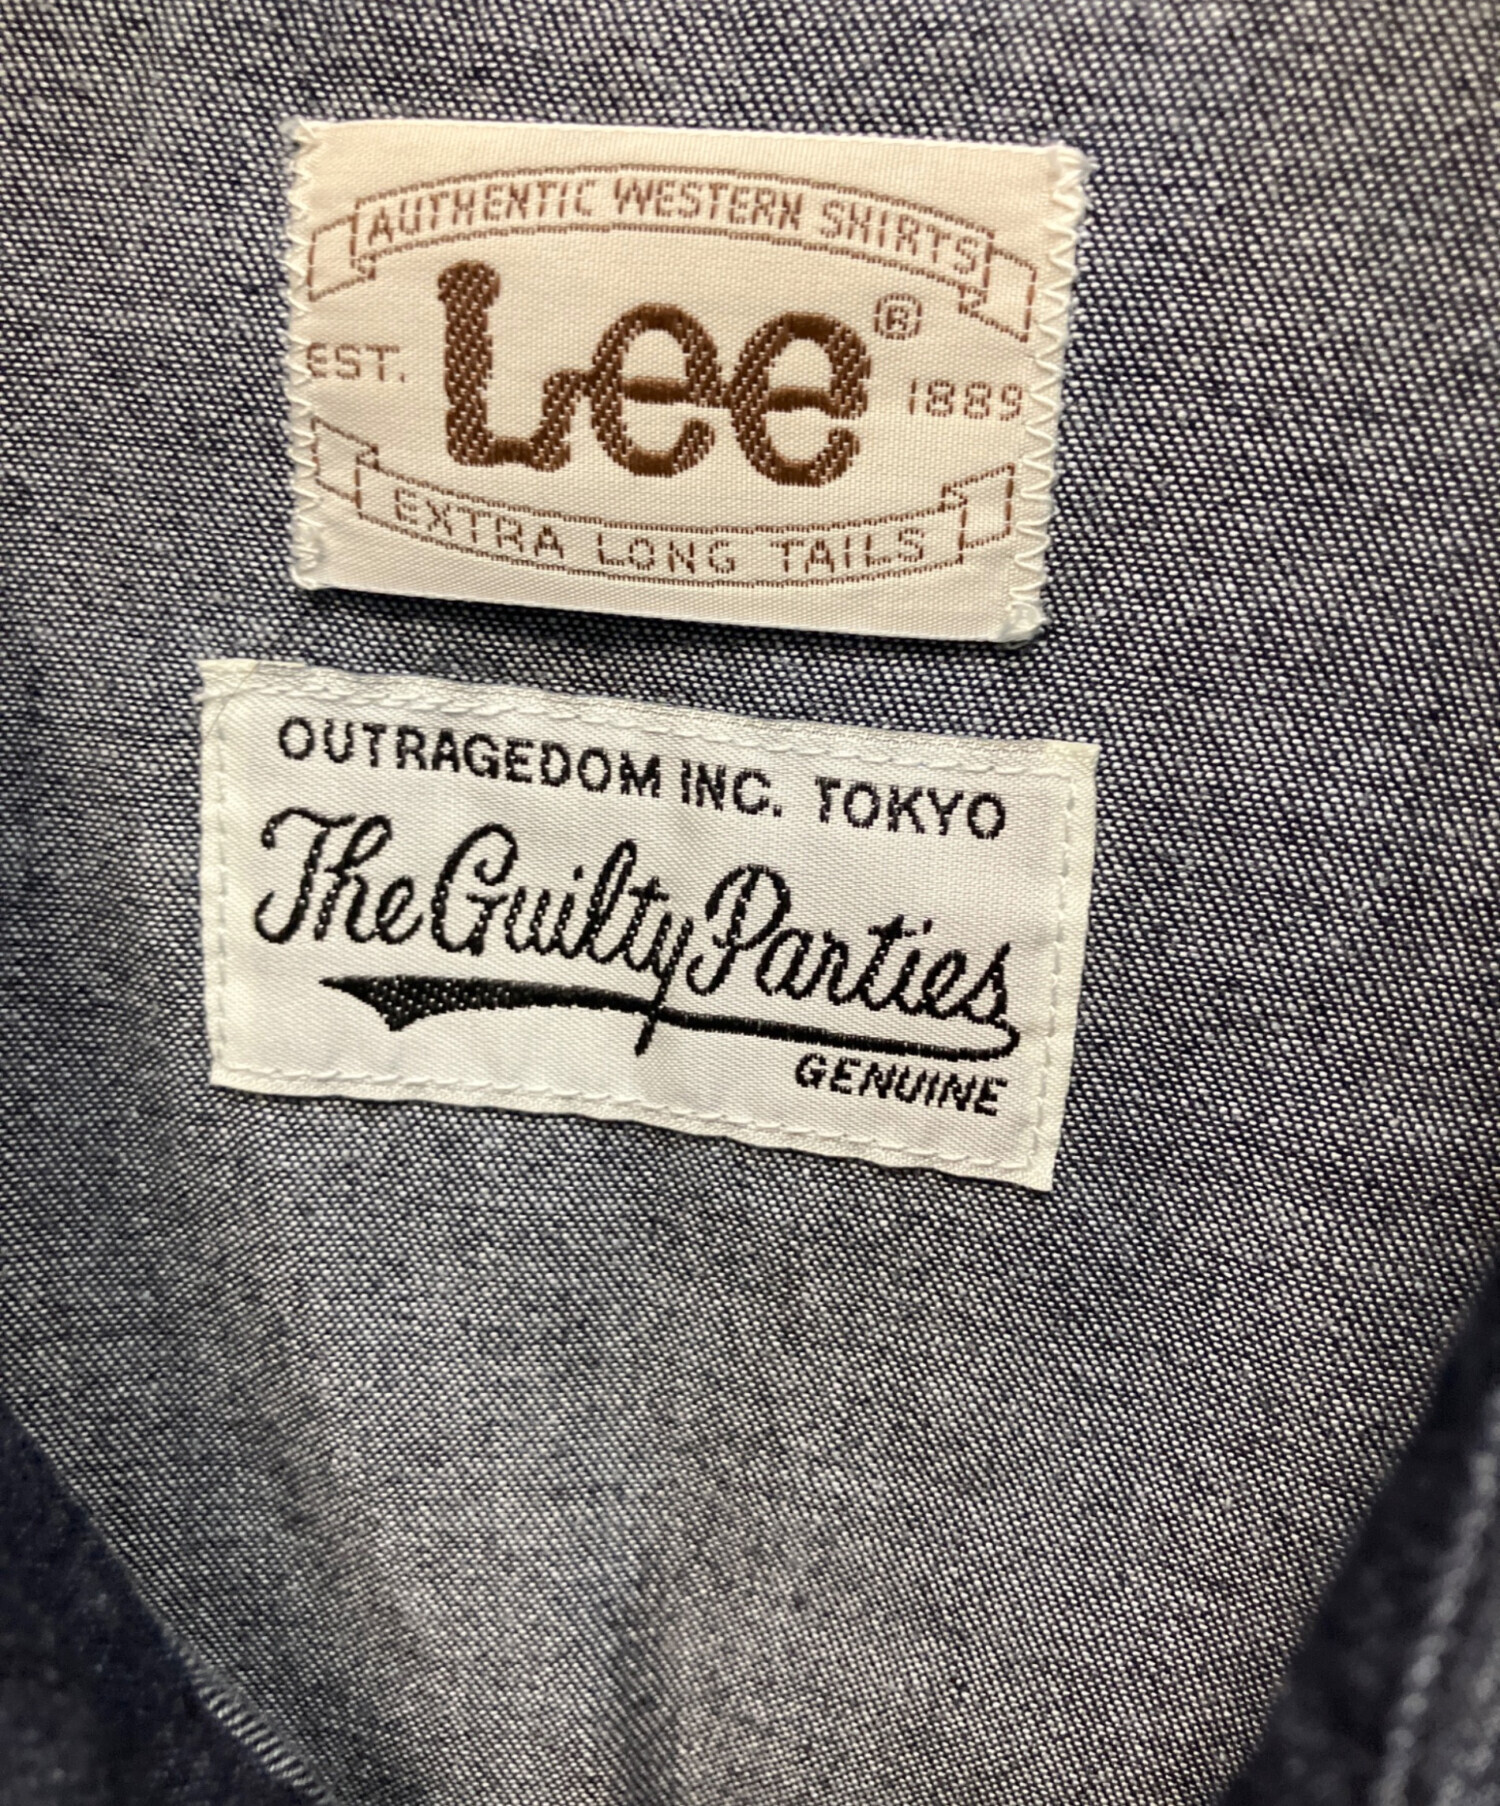 AUTHENTIC WESTERN SHIRTS
Lee®
EST. 1889
EXTRA LONG TAILS
OUTRAGEDOM INC. TOKYO
The Guilty Parties
GENUINE